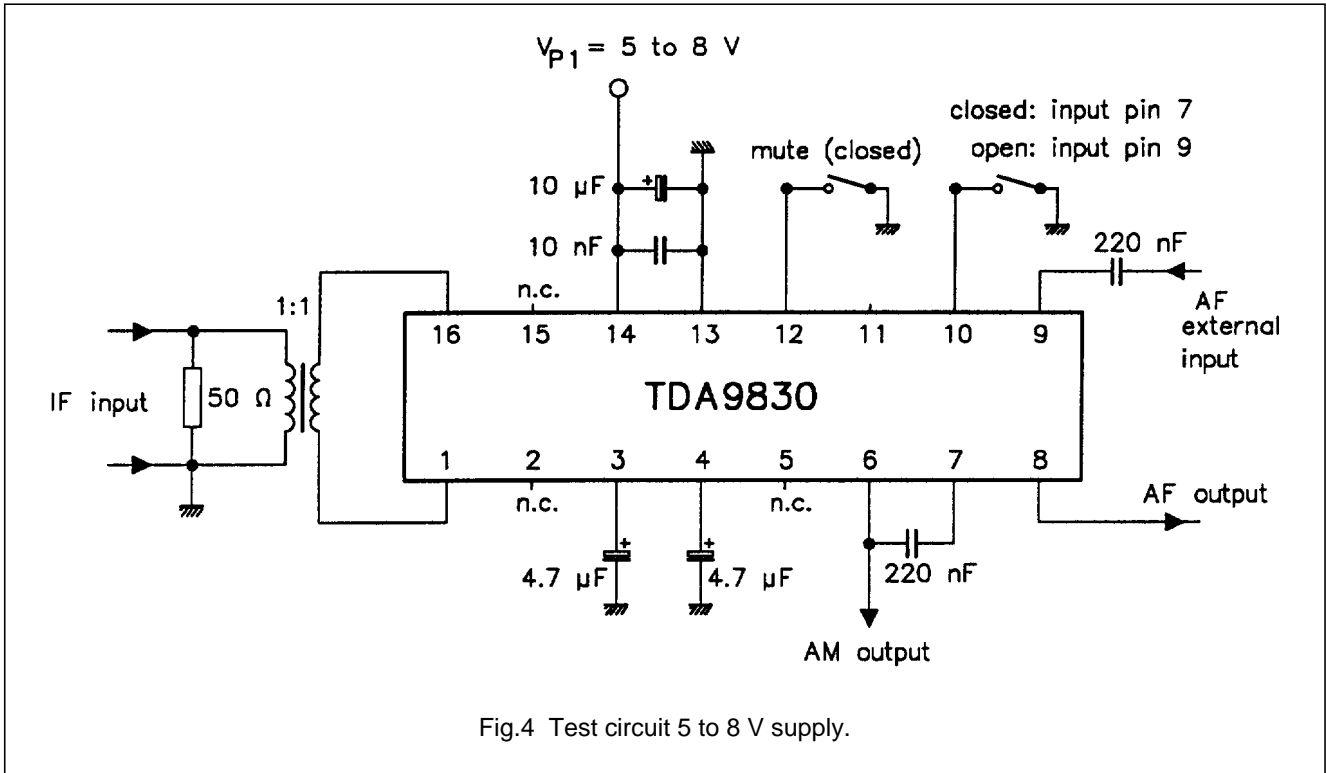 V_P1 = 5 to 8 V
closed: input pin 7
mute (closed)
open: input pin 9
10 µF
10 nF
220 nF
n.c.
1:1
AF
external
input
16 15 14 13 12 11 10 9
IF input
50 Ω
TDA9830
1 2 3 4 5 6 7 8
n.c.
n.c.
AF output
4.7 µF
4.7 µF
220 nF
AM output
Fig.4 Test circuit 5 to 8 V supply.